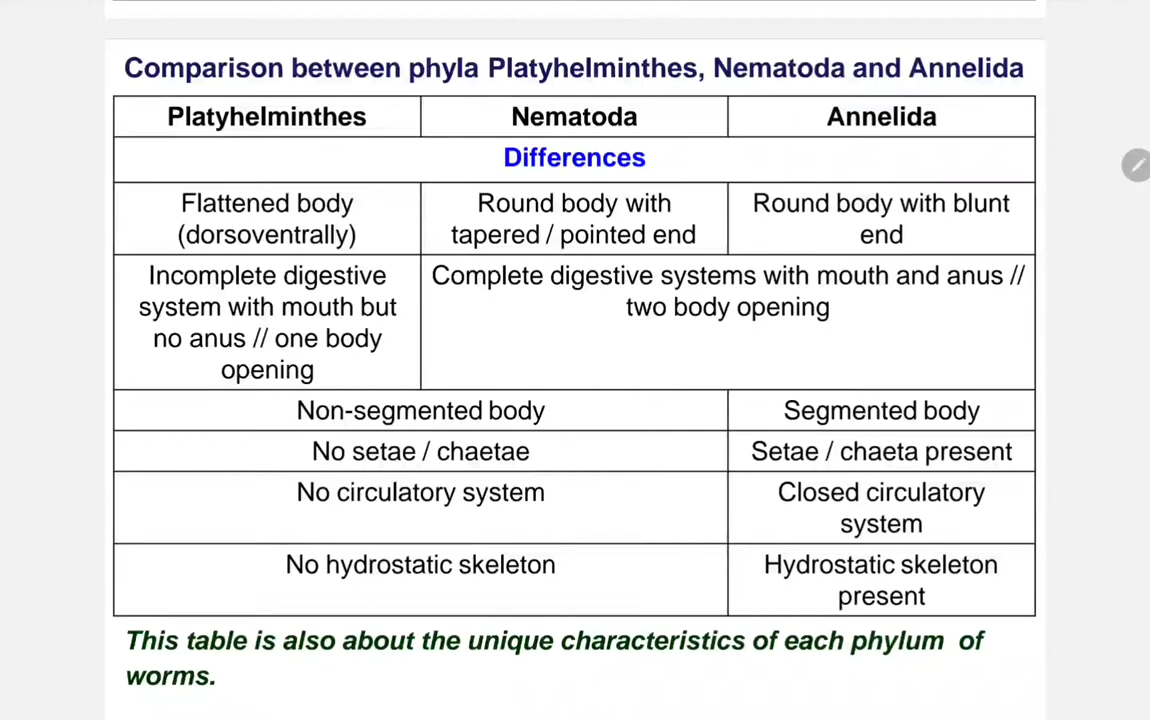 Comparison between phyla Platyhelminthes, Nematoda and Annelida
Platyhelminthes Nematoda Annelida
Differences
Flattened body
(dorsoventrally)
Round body with
tapered / pointed end
Round body with blunt
end
Incomplete digestive
system with mouth but
no anus // one body
opening
Complete digestive systems with mouth and anus //
two body opening
Non-segmented body
Segmented body
No setae / chaetae
Setae / chaeta present
No circulatory system
Closed circulatory
system
No hydrostatic skeleton
Hydrostatic skeleton
present
This table is also about the unique characteristics of each phylum of
worms.